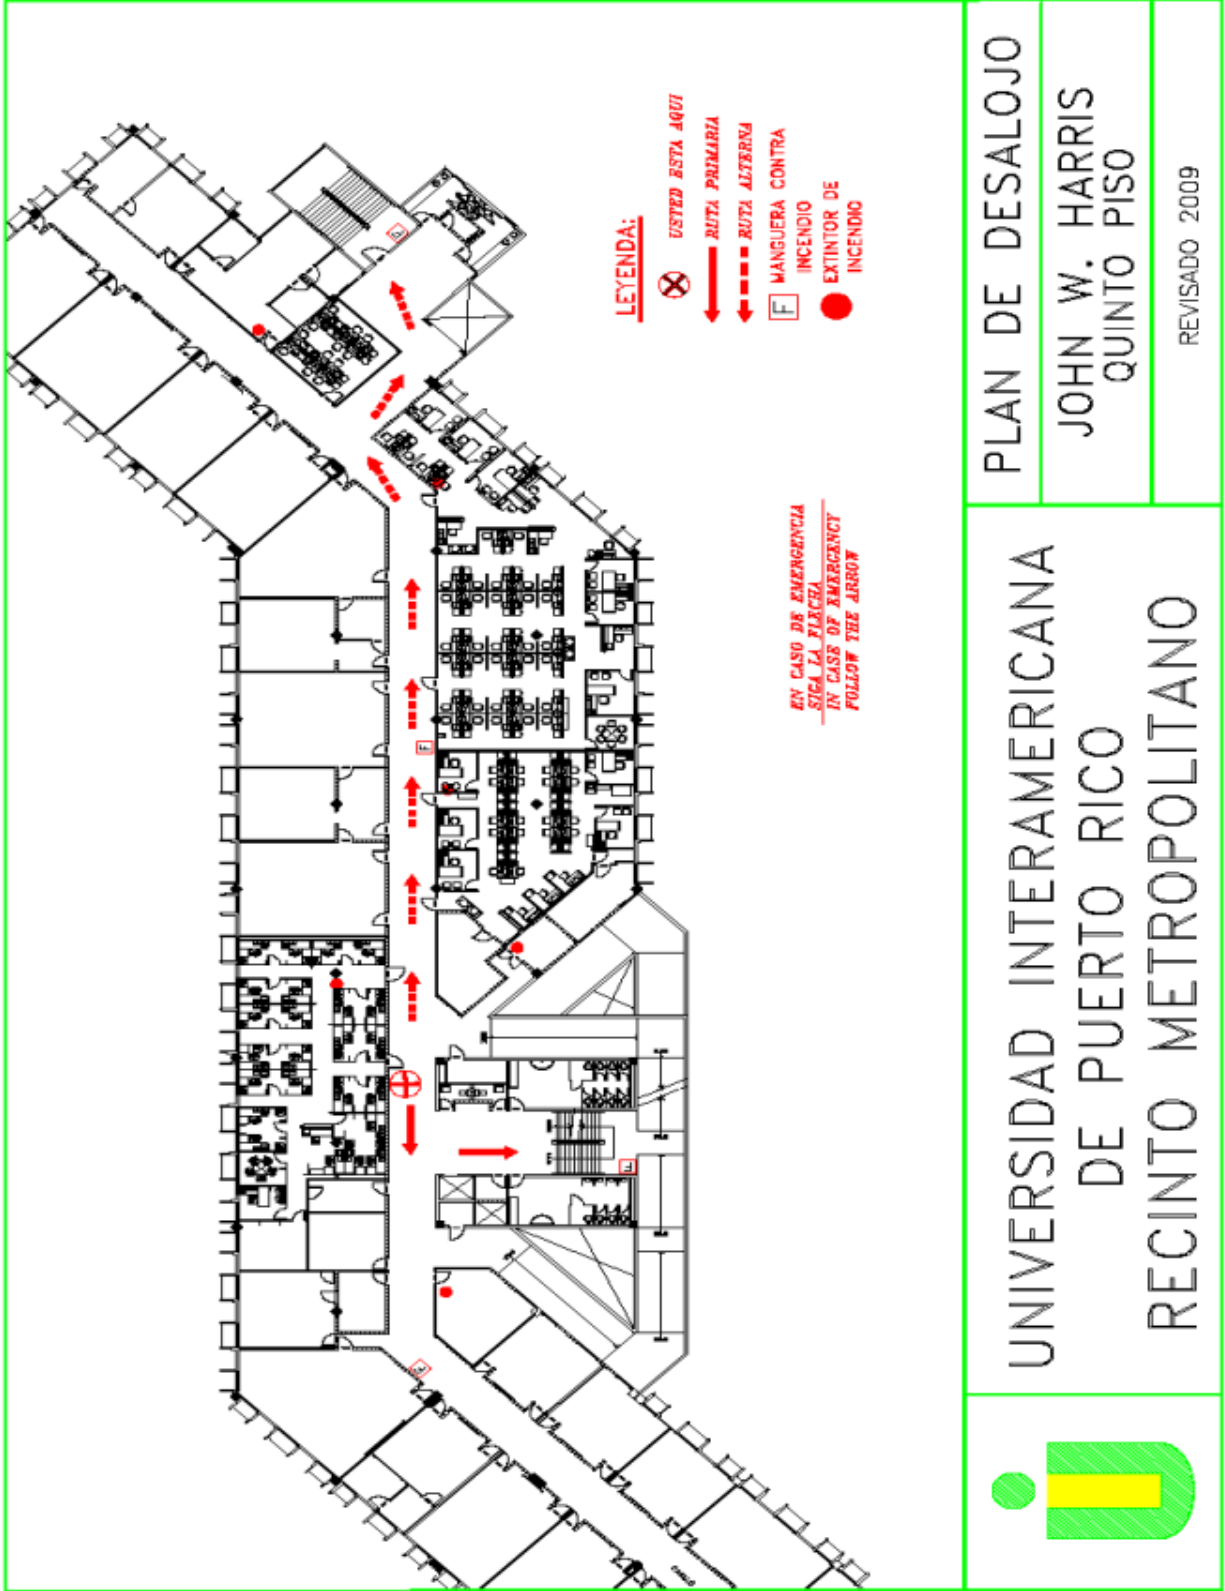 LEYENDA:
USTED ESTA AQUI
RUTA PRIMARIA
RUTA ALTERNA
F
MANGUERA CONTRA
INCENDIO
EXTINTOR DE
INCENDIO
EN CASO DE EMERGENCIA
SIGA LA FLECHA
IN CASE OF EMERGENCY
FOLLOW THE ARROW
F
F
F
F
UNIVERSIDAD INTERAMERICANA
DE PUERTO RICO
RECINTO METROPOLITANO
PLAN DE DESALOJO
JOHN W. HARRIS
QUINTO PISO
REVISADO 2009